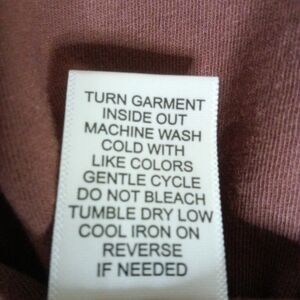 TURN GARMENT
INSIDE OUT
MACHINE WASH
COLD WITH
LIKE COLORS
GENTLE CYCLE
DO NOT BLEACH
TUMBLE DRY LOW
COOL IRON ON
REVERSE
IF NEEDED